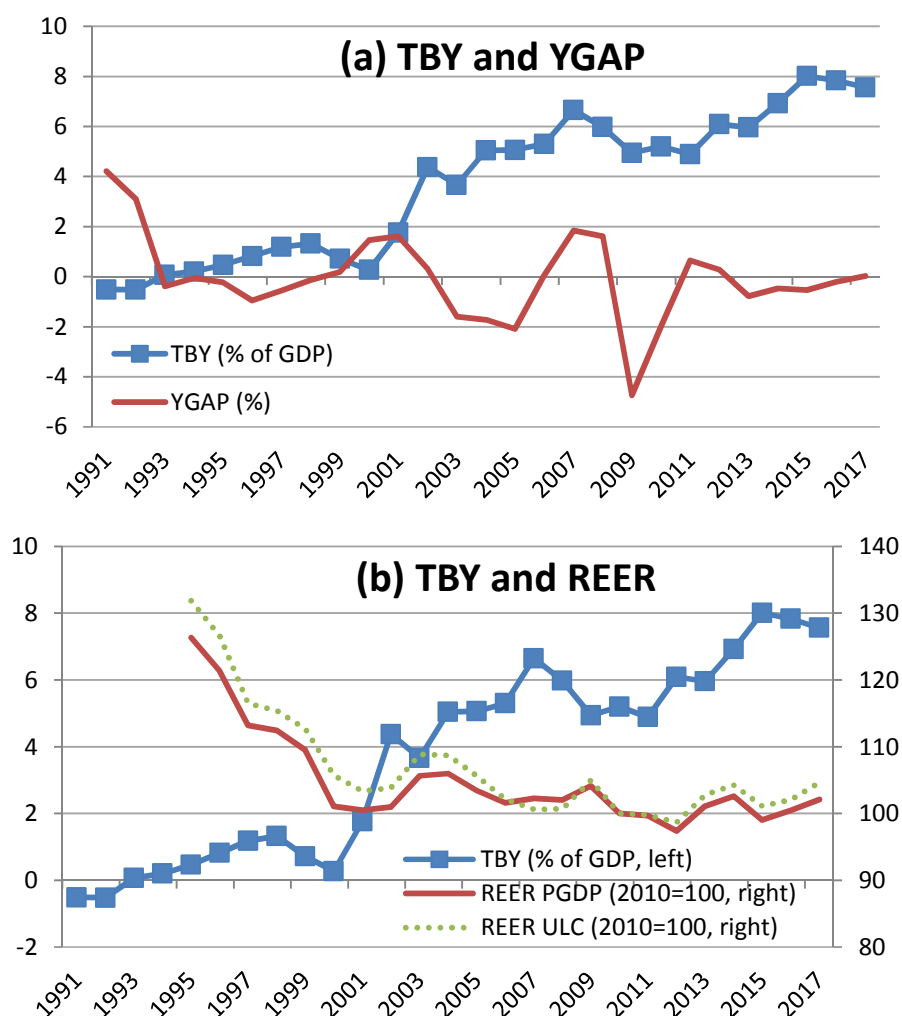 (a) TBY and YGAP
10
8
6
4
2
0
-2
-4
-6
TBY (% of GDP)
YGAP (%)
1991 1993 1995 1997 1999 2001 2003 2005 2007 2009 2011 2013 2015 2017
(b) TBY and REER
10
8
6
4
2
0
-2
140
130
120
110
100
90
80
TBY (% of GDP, left)
REER PGDP (2010=100, right)
REER ULC (2010=100, right)
1991 1993 1995 1997 1999 2001 2003 2005 2007 2009 2011 2013 2015 2017